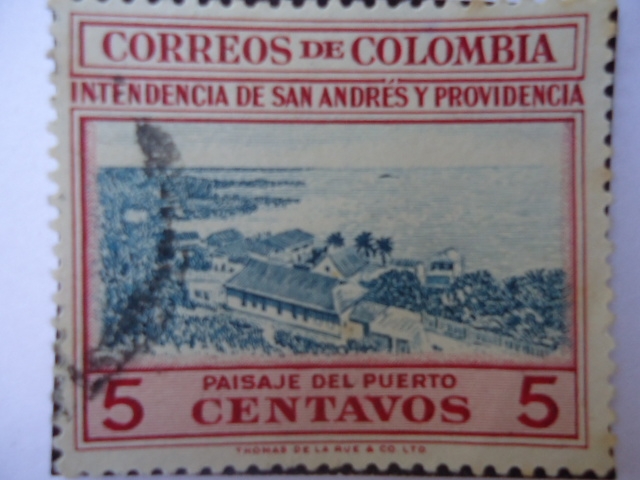 CORREOS DE COLOMBIA
INTENDENCIA DE SAN ANDRÉS Y PROVIDENCIA
PAISAJE DEL PUERTO
5 CENTAVOS 5
THOMAS DE LA RUE & CO LTD